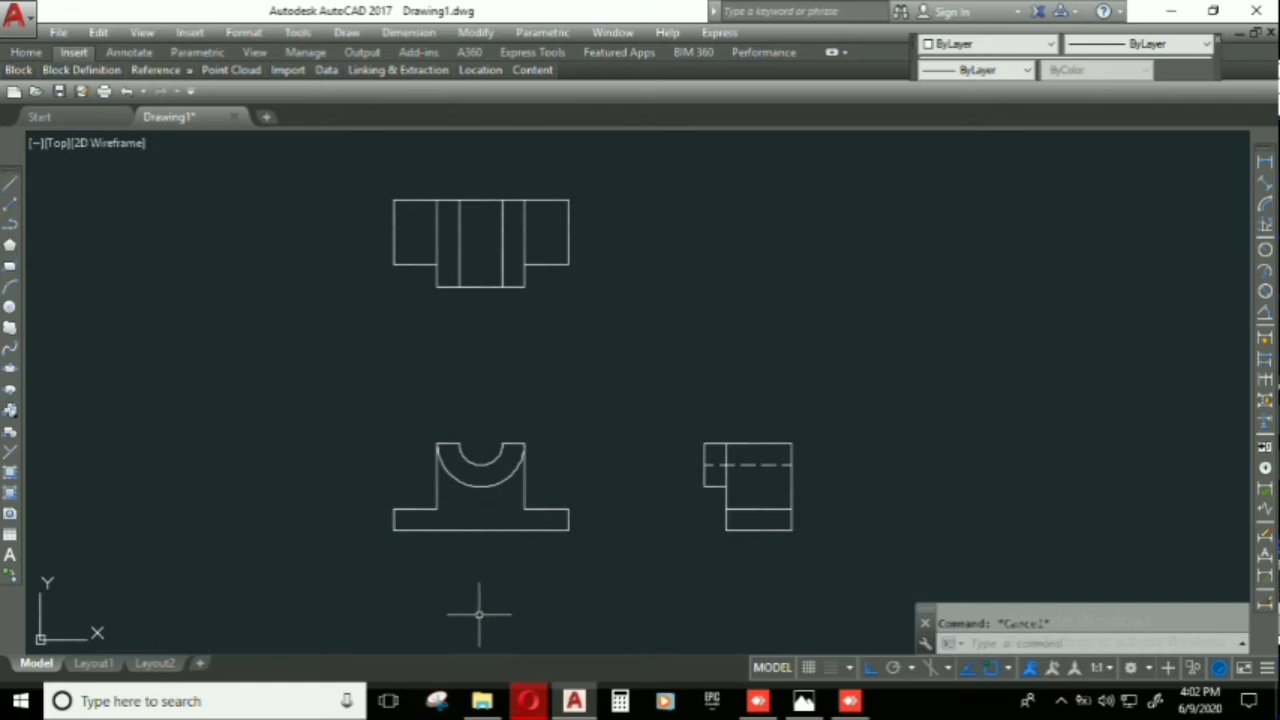 Autodesk AutoCAD 2017 Drawing1.dwg
Type a keyword or phrase
Sign In
File Edit View Insert Format Tools Draw Dimension Modify Parametric Window Help Express
Home Insert Annotate Parametric View Manage Output Add-ins A360 Express Tools Featured Apps BIM 360 Performance
ByLayer ByLayer
Block Block Definition Reference » Point Cloud Import Data Linking & Extraction Location Content
ByLayer ByColor
Start Drawing1*
[−][Top][2D Wireframe]
Y
X
Command: *Cancel*
Type a command
Model Layout1 Layout2
MODEL 1:1
Type here to search
EPIC
4:02 PM
6/9/2020